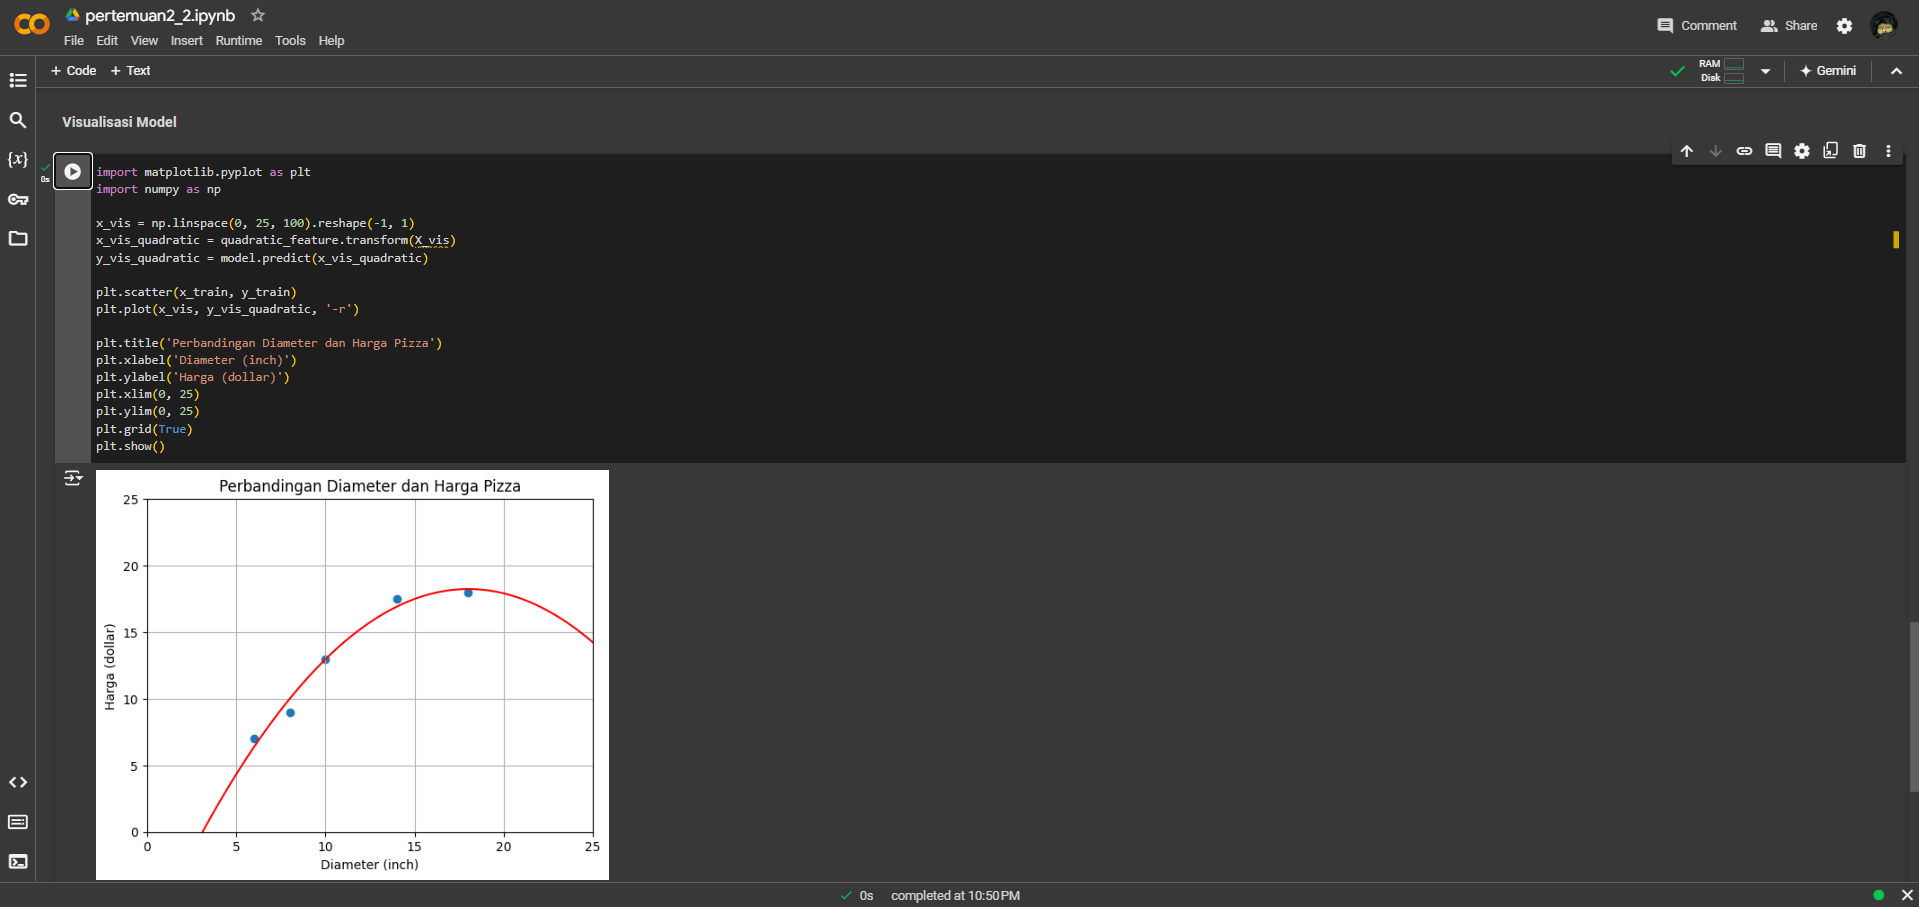 pertemuan2_2.ipynb
File Edit View Insert Runtime Tools Help
Comment Share
+ Code + Text
RAM
Disk
Gemini
Visualisasi Model
{x}
0s
import matplotlib.pyplot as plt
import numpy as np
x_vis = np.linspace(0, 25, 100).reshape(-1, 1)
x_vis_quadratic = quadratic_feature.transform(X_vis)
y_vis_quadratic = model.predict(x_vis_quadratic)
plt.scatter(x_train, y_train)
plt.plot(x_vis, y_vis_quadratic, '-r')
plt.title('Perbandingan Diameter dan Harga Pizza')
plt.xlabel('Diameter (inch)')
plt.ylabel('Harga (dollar)')
plt.xlim(0, 25)
plt.ylim(0, 25)
plt.grid(True)
plt.show()
Perbandingan Diameter dan Harga Pizza
25
20
15
10
5
0
Harga (dollar)
0 5 10 15 20 25
Diameter (inch)
0s completed at 10:50 PM